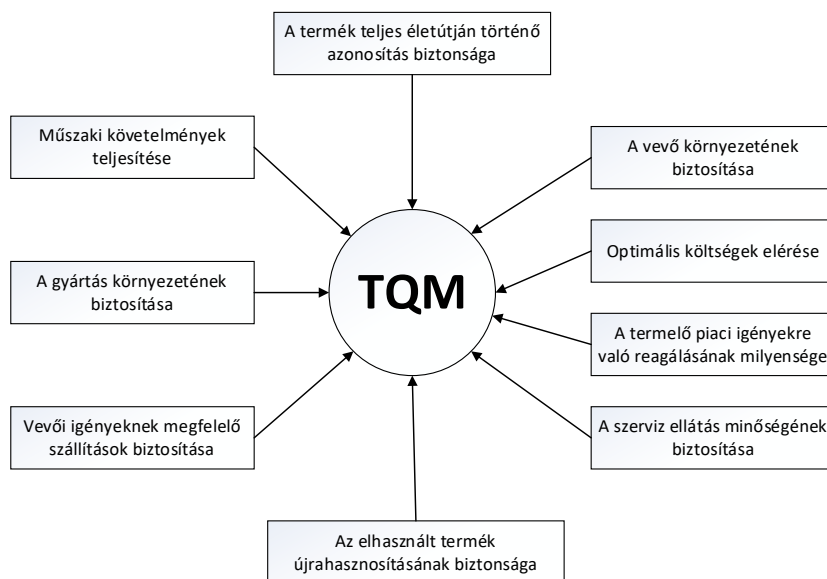 A termék teljes életútján történő
azonosítás biztonsága
Műszaki követelmények
teljesítése
A vevő környezetének
biztosítása
Optimális költségek elérése
TQM
A gyártás környezetének
biztosítása
A termelő piaci igényekre
való reagálásának milyensége
Vevői igényeknek megfelelő
szállítások biztosítása
A szerviz ellátás minőségének
biztosítása
Az elhasznált termék
újrahasznosításának biztonsága